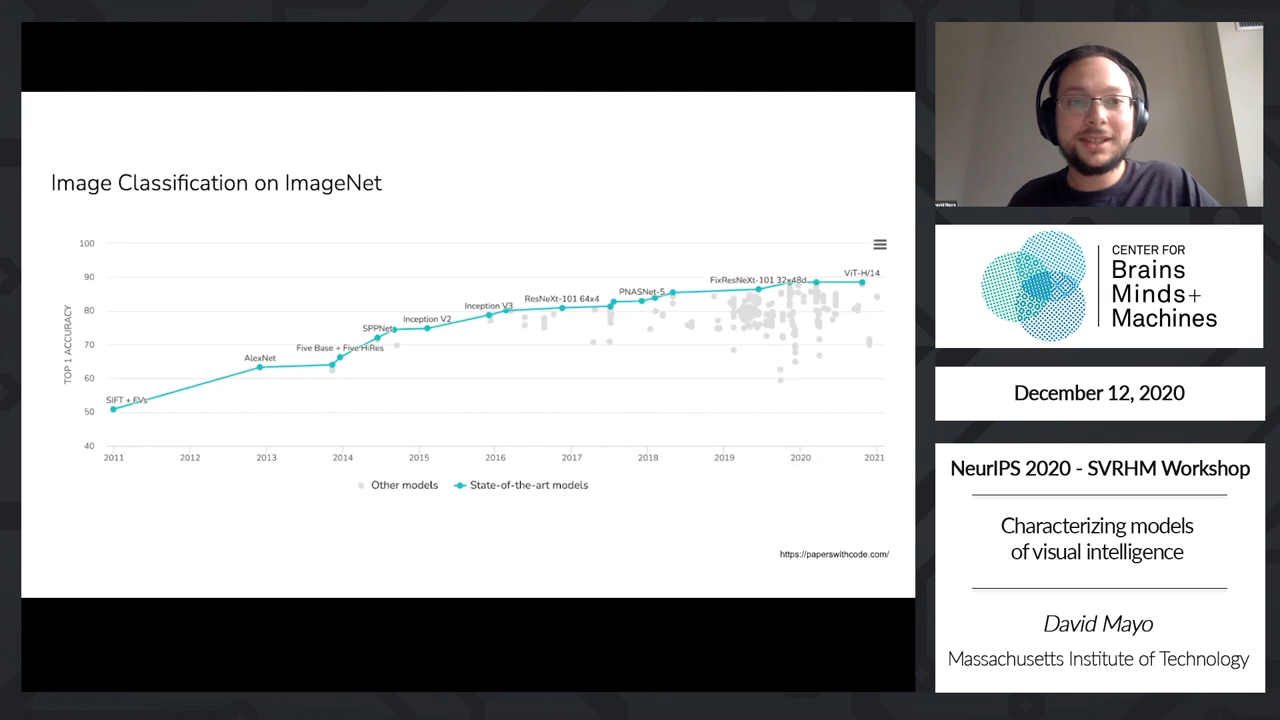 Image Classification on ImageNet
100
90
80
70
60
50
40
TOP 1 ACCURACY
SIFT + FVs
AlexNet
Five Base + Five HiRes
SPPNet
Inception V2
Inception V3
ResNeXt-101 64x4
PNASNet-5
FixResNeXt-101 32x48d
ViT-H/14
2011 2012 2013 2014 2015 2016 2017 2018 2019 2020 2021
Other models State-of-the-art models
https://paperswithcode.com/
David Mayo
CENTER FOR
Brains
Minds+
Machines
December 12, 2020
NeurIPS 2020 - SVRHM Workshop
Characterizing models
of visual intelligence
David Mayo
Massachusetts Institute of Technology